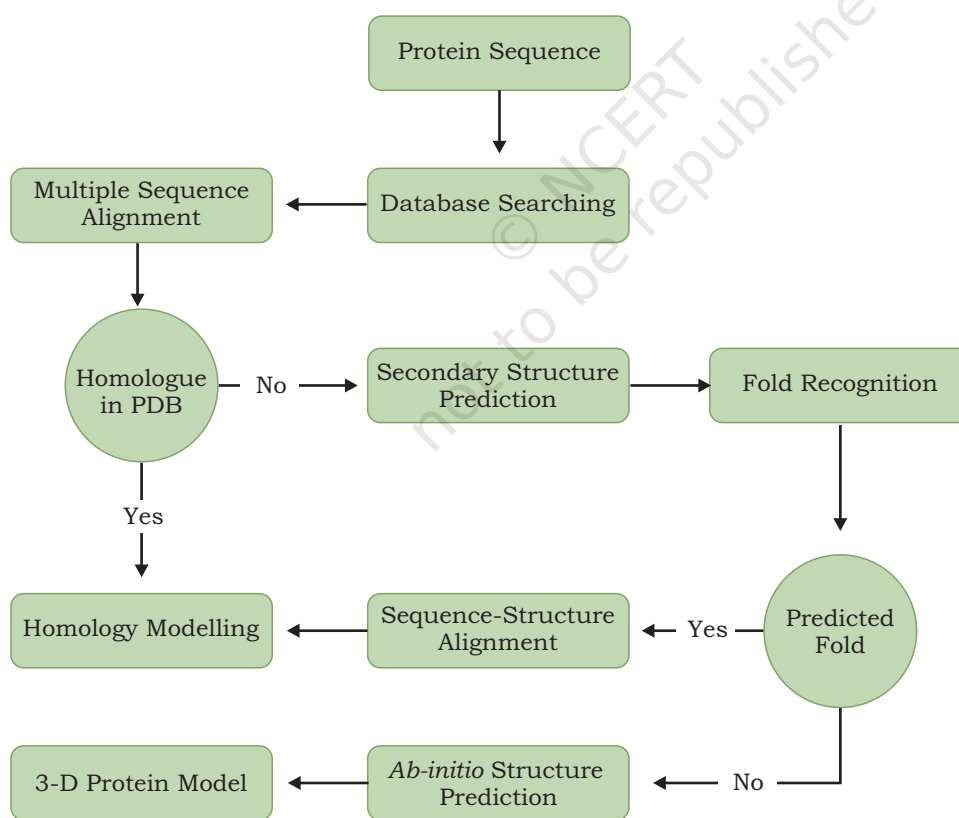 Protein Sequence
Multiple Sequence
Alignment
Database Searching
Homologue
in PDB
No
Secondary Structure
Prediction
Fold Recognition
Yes
Homology Modelling
Sequence-Structure
Alignment
Yes
Predicted
Fold
3-D Protein Model
Ab-initio Structure
Prediction
No
© NCERT
not to be